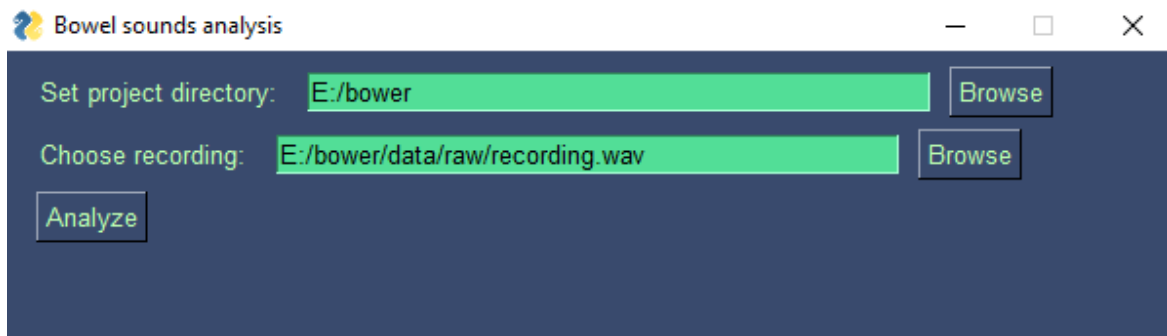 Bowel sounds analysis
Set project directory: E:/bower Browse
Choose recording: E:/bower/data/raw/recording.wav Browse
Analyze